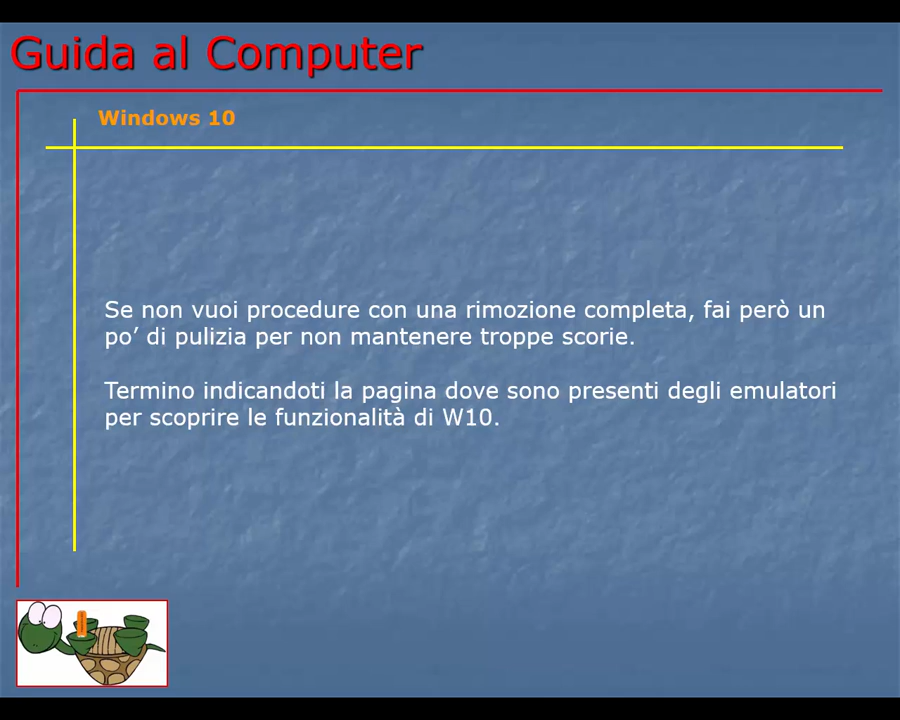 Guida al Computer
Windows 10
Se non vuoi procedure con una rimozione completa, fai però un
po’ di pulizia per non mantenere troppe scorie.
Termino indicandoti la pagina dove sono presenti degli emulatori
per scoprire le funzionalità di W10.